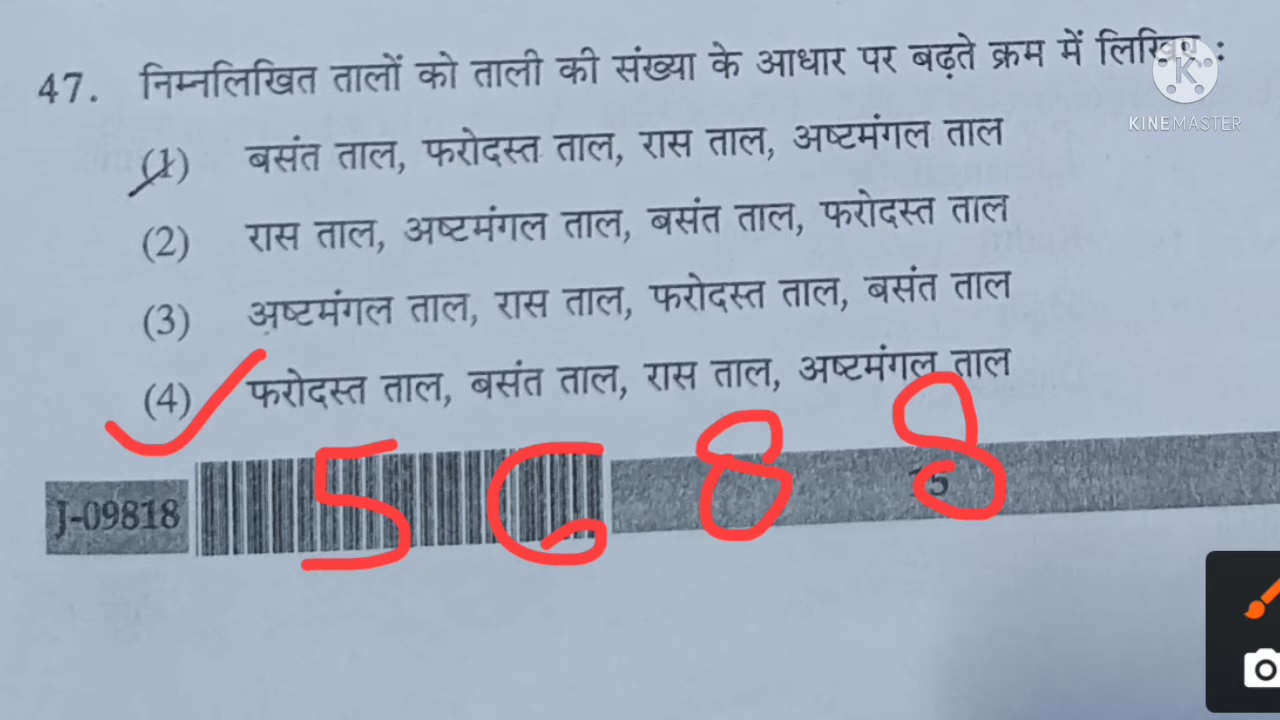 47. निम्नलिखित तालों को ताली की संख्या के आधार पर बढ़ते क्रम में लिखिए :
KINEMASTER
(1) बसंत ताल, फरोदस्त ताल, रास ताल, अष्टमंगल ताल
(2) रास ताल, अष्टमंगल ताल, बसंत ताल, फरोदस्त ताल
(3) अष्टमंगल ताल, रास ताल, फरोदस्त ताल, बसंत ताल
(4) फरोदस्त ताल, बसंत ताल, रास ताल, अष्टमंगल ताल
5 6 8 8
J-09818